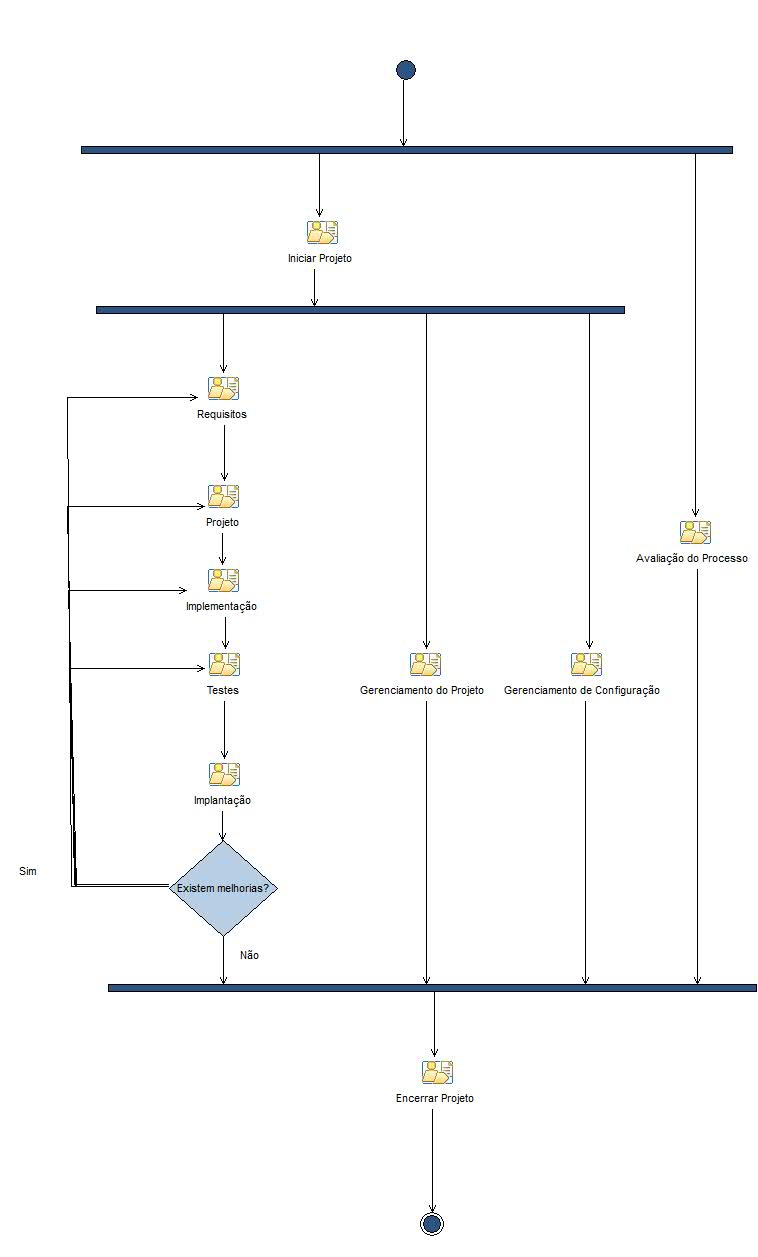 Iniciar Projeto
Requisitos
Projeto
Avaliação do Processo
Implementação
Testes
Gerenciamento do Projeto
Gerenciamento de Configuração
Implantação
Sim
Existem melhorias?
Não
Encerrar Projeto